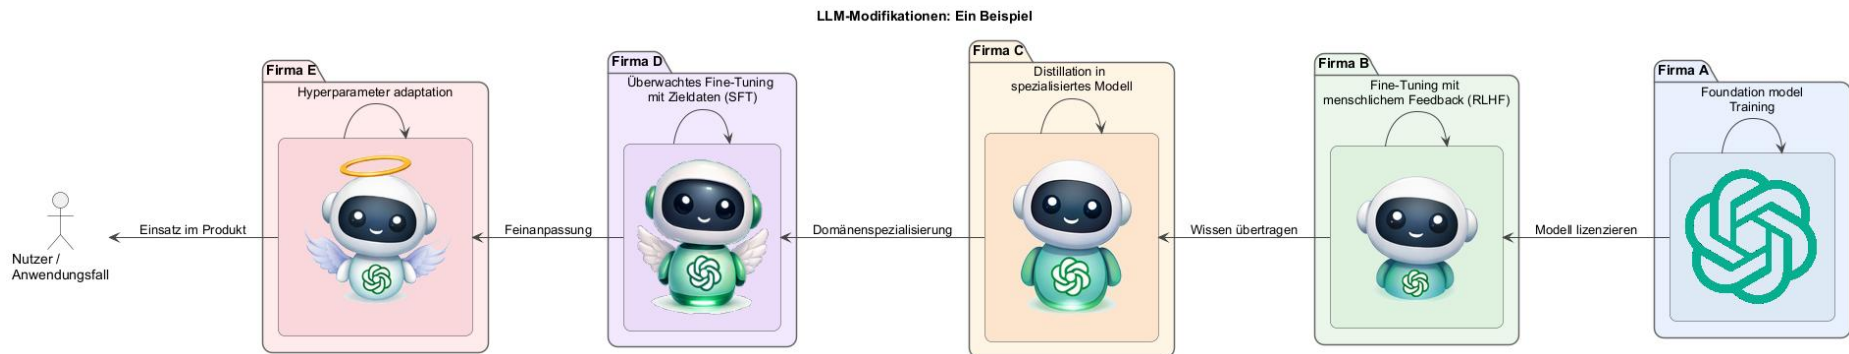 LLM-Modifikationen: Ein Beispiel
Firma E
Hyperparameter adaptation
Firma D
Überwachtes Fine-Tuning
mit Zieldaten (SFT)
Firma C
Distillation in
spezialisiertes Modell
Firma B
Fine-Tuning mit
menschlichem Feedback (RLHF)
Firma A
Foundation model
Training
Nutzer /
Anwendungsfall
Einsatz im Produkt
Feinanpassung
Domänenspezialisierung
Wissen übertragen
Modell lizenzieren